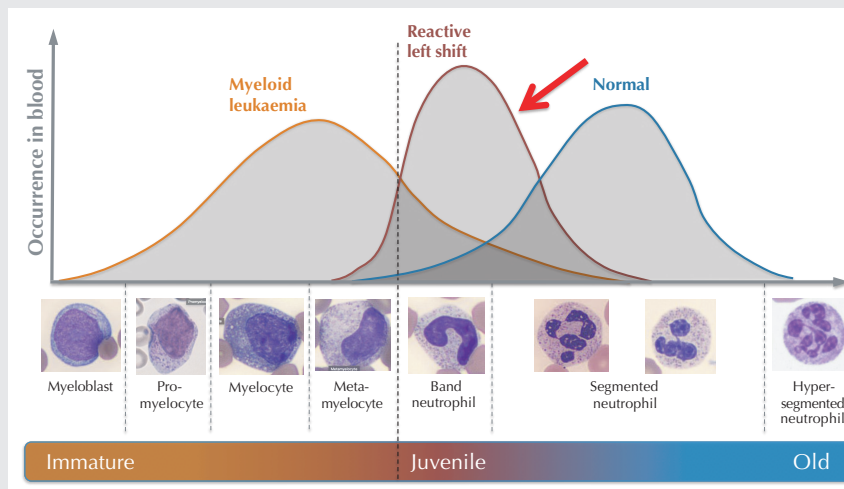 Reactive
left shift
Myeloid
leukaemia
Normal
Occurrence in blood
Myeloblast
Pro-
myelocyte
Myelocyte
Meta-
myelocyte
Band
neutrophil
Segmented
neutrophil
Hyper-
segmented
neutrophil
Immature
Juvenile
Old